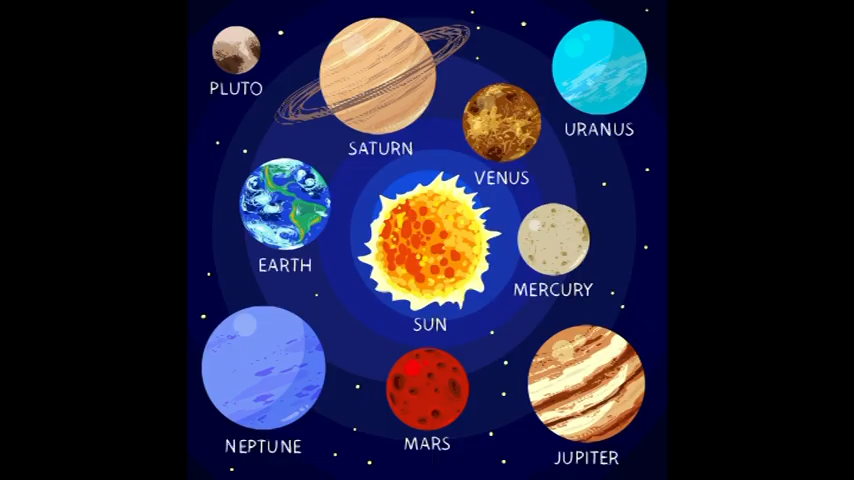 PLUTO
SATURN
URANUS
VENUS
EARTH
MERCURY
SUN
NEPTUNE
MARS
JUPITER